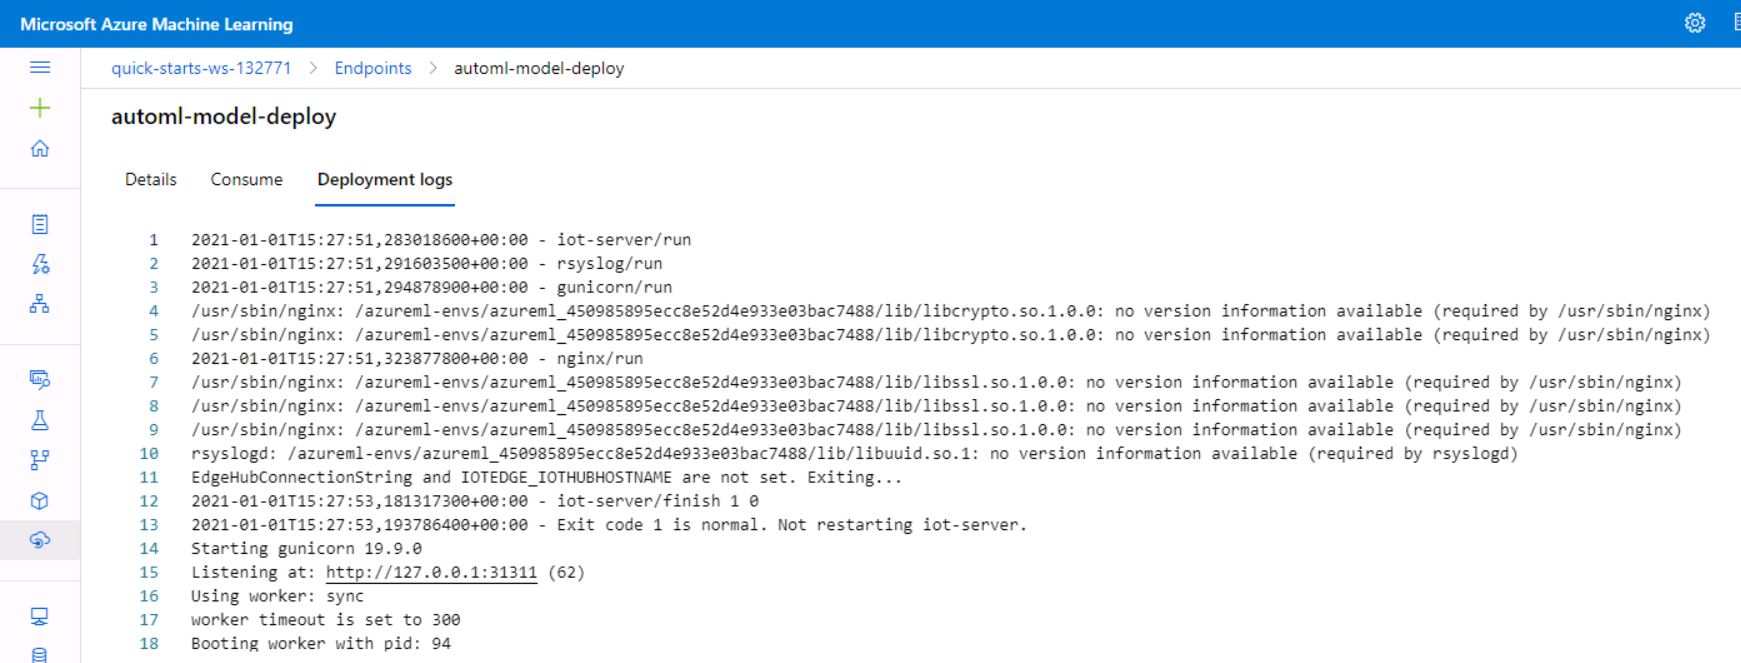 Microsoft Azure Machine Learning
quick-starts-ws-132771 > Endpoints > automl-model-deploy
automl-model-deploy
Details Consume Deployment logs
1 2021-01-01T15:27:51,283018600+00:00 - iot-server/run
2 2021-01-01T15:27:51,291603500+00:00 - rsyslog/run
3 2021-01-01T15:27:51,294878900+00:00 - gunicorn/run
4 /usr/sbin/nginx: /azureml-envs/azureml_450985895ecc8e52d4e933e03bac7488/lib/libcrypto.so.1.0.0: no version information available (required by /usr/sbin/nginx)
5 /usr/sbin/nginx: /azureml-envs/azureml_450985895ecc8e52d4e933e03bac7488/lib/libcrypto.so.1.0.0: no version information available (required by /usr/sbin/nginx)
6 2021-01-01T15:27:51,323877800+00:00 - nginx/run
7 /usr/sbin/nginx: /azureml-envs/azureml_450985895ecc8e52d4e933e03bac7488/lib/libssl.so.1.0.0: no version information available (required by /usr/sbin/nginx)
8 /usr/sbin/nginx: /azureml-envs/azureml_450985895ecc8e52d4e933e03bac7488/lib/libssl.so.1.0.0: no version information available (required by /usr/sbin/nginx)
9 /usr/sbin/nginx: /azureml-envs/azureml_450985895ecc8e52d4e933e03bac7488/lib/libssl.so.1.0.0: no version information available (required by /usr/sbin/nginx)
10 rsyslogd: /azureml-envs/azureml_450985895ecc8e52d4e933e03bac7488/lib/libuuid.so.1: no version information available (required by rsyslogd)
11 EdgeHubConnectionString and IOTEDGE_IOTHUBHOSTNAME are not set. Exiting...
12 2021-01-01T15:27:53,181317300+00:00 - iot-server/finish 1 0
13 2021-01-01T15:27:53,193786400+00:00 - Exit code 1 is normal. Not restarting iot-server.
14 Starting gunicorn 19.9.0
15 Listening at: http://127.0.0.1:31311 (62)
16 Using worker: sync
17 worker timeout is set to 300
18 Booting worker with pid: 94